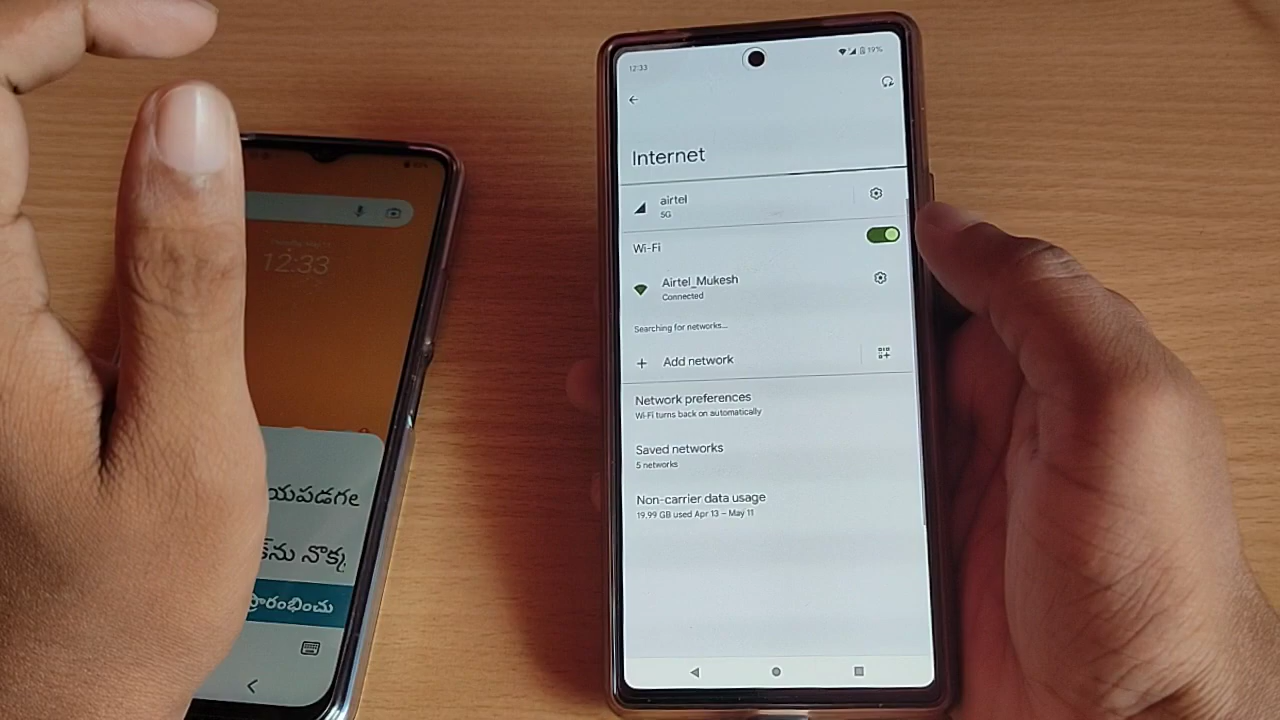 12:33
19%
Internet
airtel
5G
Wi-Fi
Airtel_Mukesh
Connected
Searching for networks...
Add network
Network preferences
Wi-Fi turns back on automatically
Saved networks
5 networks
Non-carrier data usage
19.99 GB used Apr 13 – May 11
12:33
ప్రారంభించు